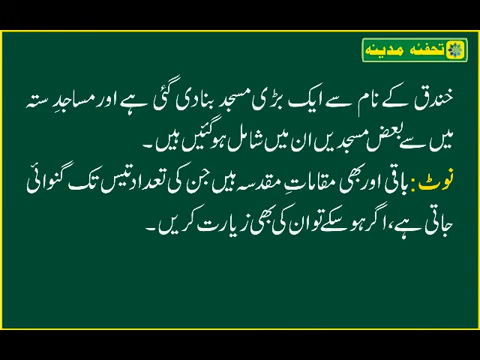 تحفئہ مدینہ
خندق کے نام سے ایک بڑی مسجد بنادی گئی ہے اور مساجدِ ستہ
میں سے بعض مسجدیں ان میں شامل ہو گئیں ہیں۔
نوٹ: باقی اور بھی مقاماتِ مقدسہ ہیں جن کی تعداد تیس تک گنوائی
جاتی ہے، اگر ہو سکے تو ان کی بھی زیارت کریں۔